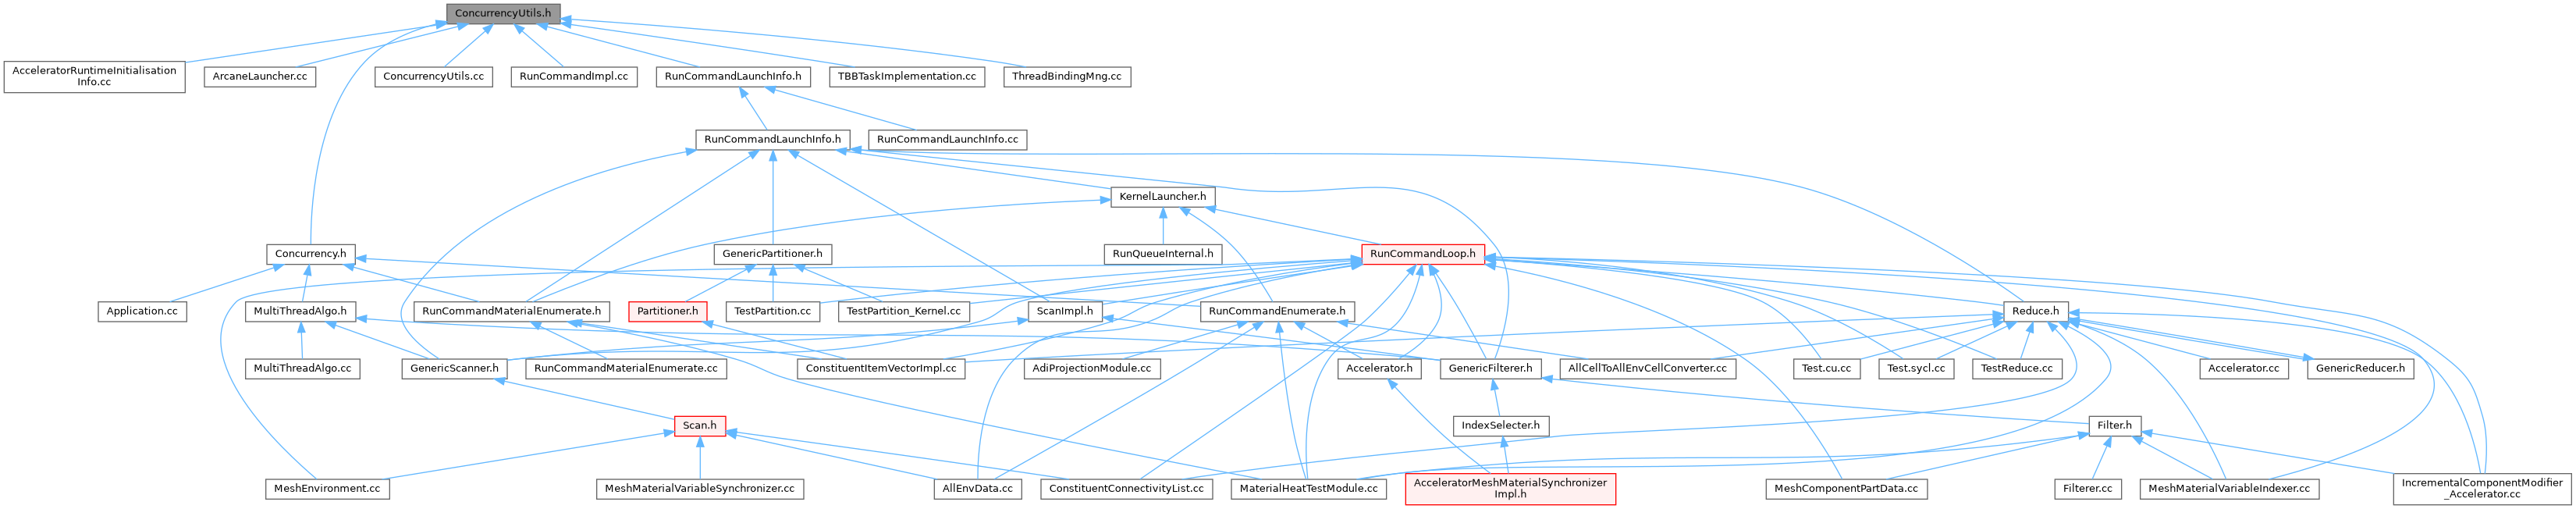 ConcurrencyUtils.h
AcceleratorRuntimeInitialisation
Info.cc
ArcaneLauncher.cc
ConcurrencyUtils.cc
RunCommandImpl.cc
RunCommandLaunchInfo.h
TBBTaskImplementation.cc
ThreadBindingMng.cc
RunCommandLaunchInfo.h
RunCommandLaunchInfo.cc
KernelLauncher.h
Concurrency.h
GenericPartitioner.h
RunQueueInternal.h
RunCommandLoop.h
Application.cc
MultiThreadAlgo.h
RunCommandMaterialEnumerate.h
Partitioner.h
TestPartition.cc
TestPartition_Kernel.cc
ScanImpl.h
RunCommandEnumerate.h
Reduce.h
MultiThreadAlgo.cc
GenericScanner.h
RunCommandMaterialEnumerate.cc
ConstituentItemVectorImpl.cc
AdiProjectionModule.cc
Accelerator.h
GenericFilterer.h
AllCellToAllEnvCellConverter.cc
Test.cu.cc
Test.sycl.cc
TestReduce.cc
Accelerator.cc
GenericReducer.h
Scan.h
IndexSelecter.h
Filter.h
MeshEnvironment.cc
MeshMaterialVariableSynchronizer.cc
AllEnvData.cc
ConstituentConnectivityList.cc
MaterialHeatTestModule.cc
AcceleratorMeshMaterialSynchronizer
Impl.h
MeshComponentPartData.cc
Filterer.cc
MeshMaterialVariableIndexer.cc
IncrementalComponentModifier
_Accelerator.cc